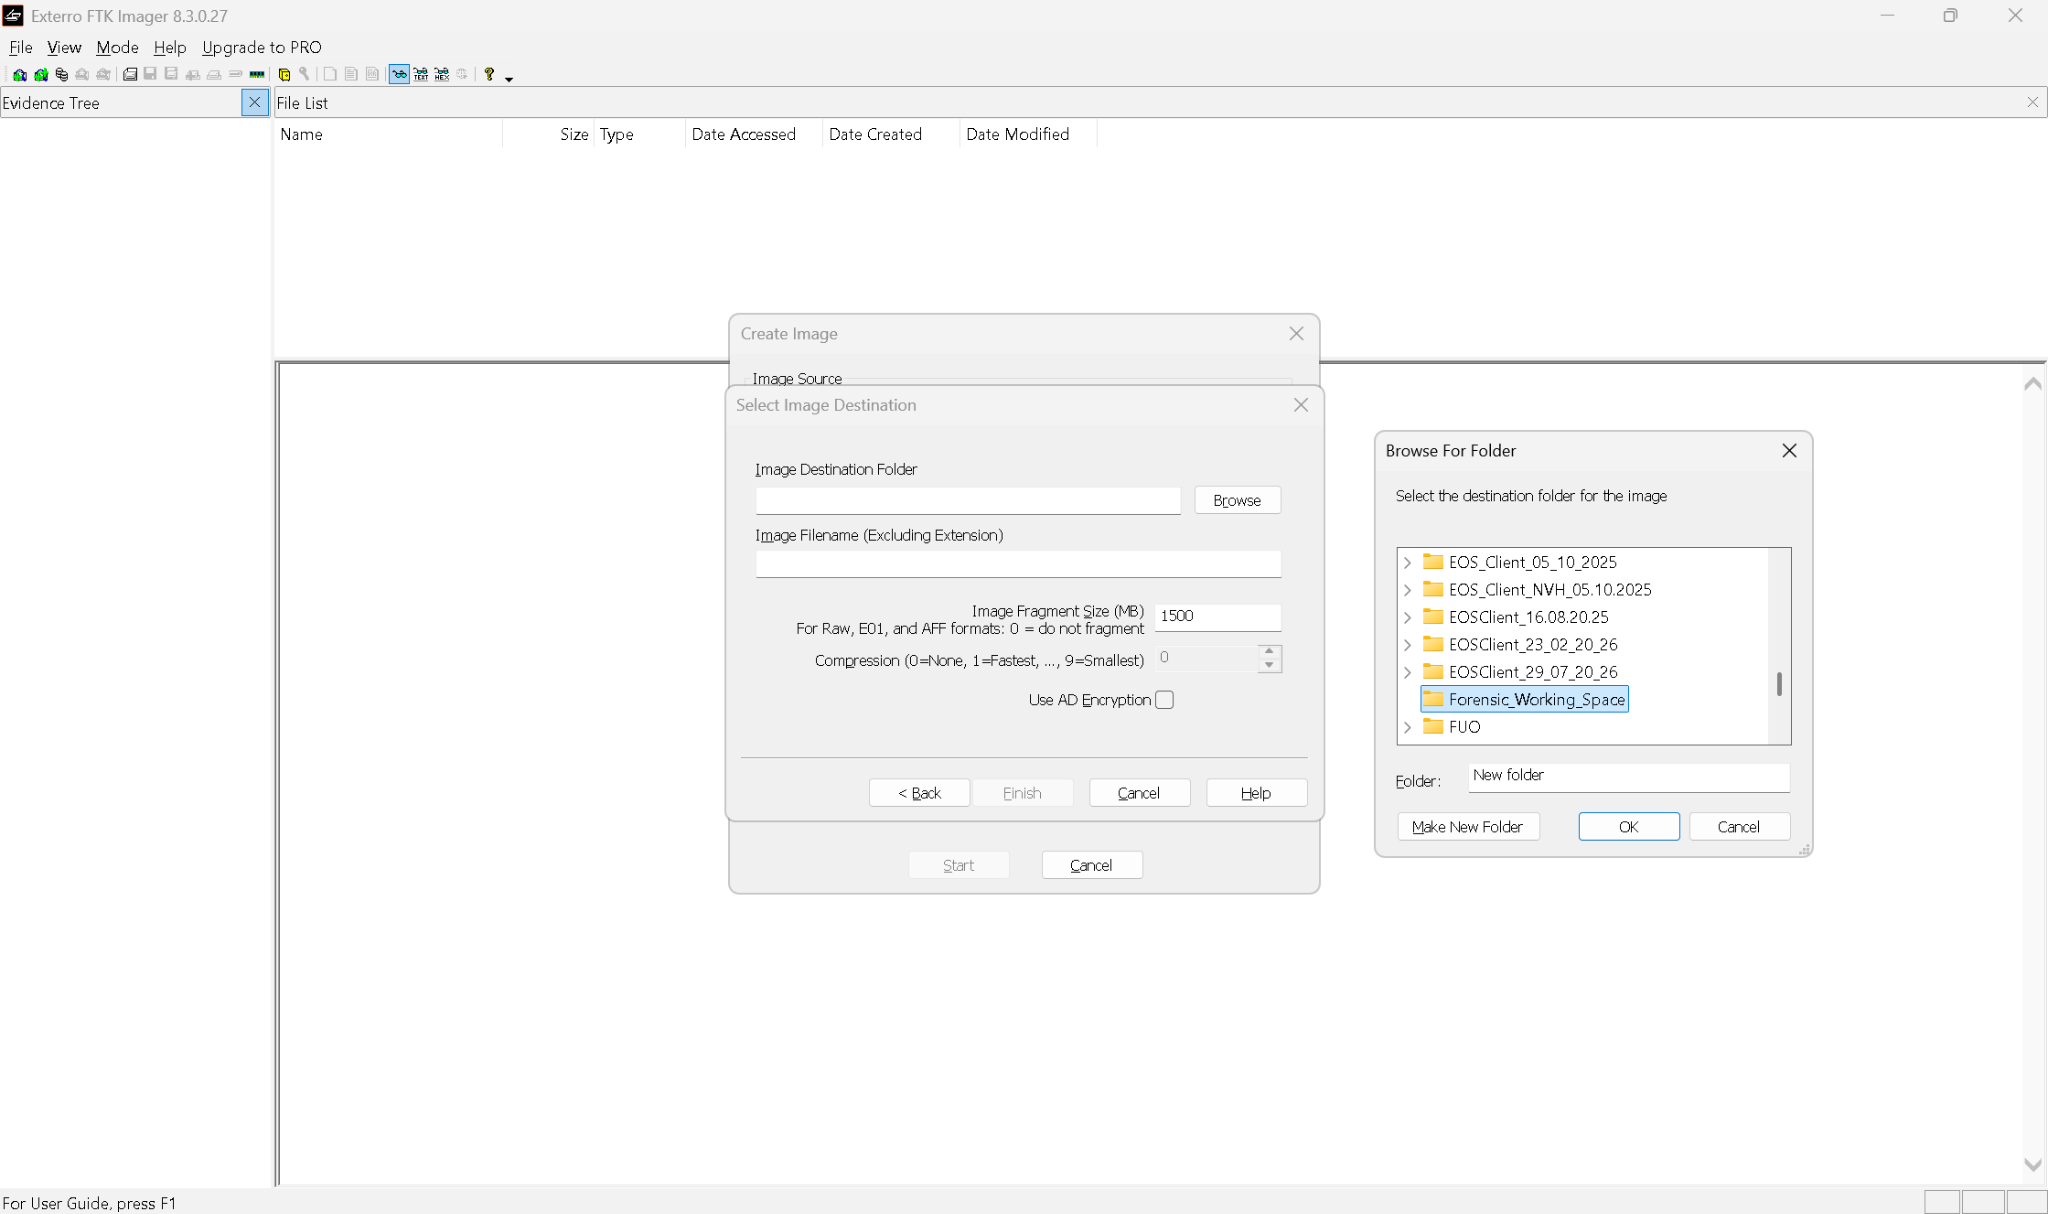 Exterro FTK Imager 8.3.0.27
File View Mode Help Upgrade to PRO
TEXT HEX ?
Evidence Tree
File List
Name Size Type Date Accessed Date Created Date Modified
Create Image
Image Source
Select Image Destination
Image Destination Folder
Browse
Image Filename (Excluding Extension)
Image Fragment Size (MB)
1500
For Raw, E01, and AFF formats: 0 = do not fragment
Compression (0=None, 1=Fastest, ..., 9=Smallest)
0
Use AD Encryption
< Back Finish Cancel Help
Start Cancel
Browse For Folder
Select the destination folder for the image
EOS_Client_05_10_2025
EOS_Client_NVH_05.10.2025
EOSClient_16.08.20.25
EOSClient_23_02_20_26
EOSClient_29_07_20_26
Forensic_Working_Space
FUO
Folder: New folder
Make New Folder OK Cancel
For User Guide, press F1